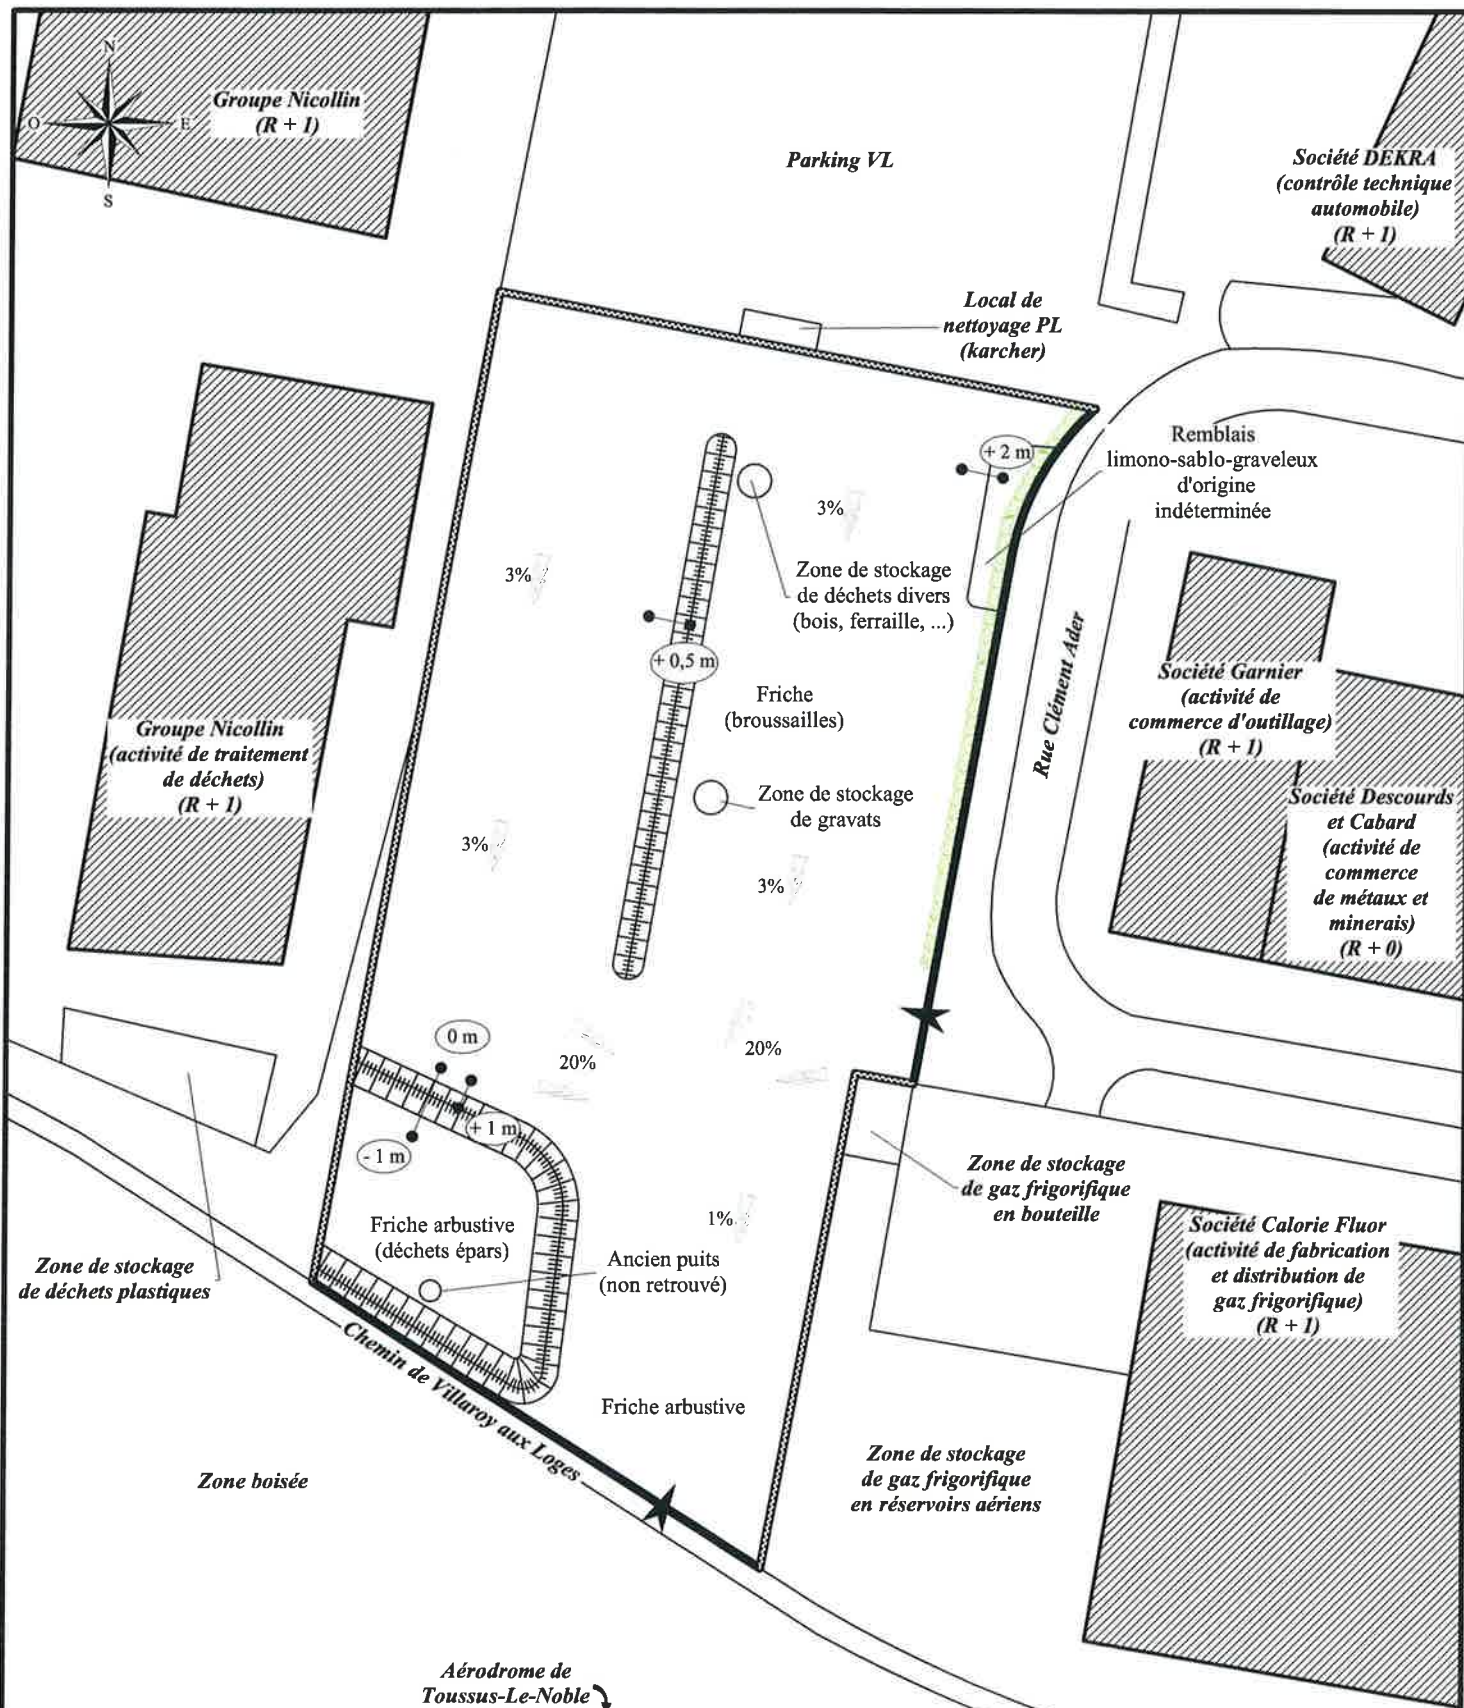 N
O
E
S
Groupe Nicollin
(R + 1)
Parking VL
Société DEKRA
(contrôle technique
automobile)
(R + 1)
Local de
nettoyage PL
(karcher)
+ 2 m
Remblais
limono-sablo-graveleux
d'origine
indéterminée
3%
3%
Zone de stockage
de déchets divers
(bois, ferraille, ...)
+ 0,5 m
Friche
(broussailles)
Rue Clément Ader
Société Garnier
(activité de
commerce d'outillage)
(R + 1)
Groupe Nicollin
(activité de traitement
de déchets)
(R + 1)
Zone de stockage
de gravats
Société Descourds
et Cabard
(activité de
commerce
de métaux et
minerais)
(R + 0)
3%
3%
0 m
20%
20%
+ 1 m
- 1 m
Zone de stockage
de gaz frigorifique
en bouteille
1%
Friche arbustive
(déchets épars)
Ancien puits
(non retrouvé)
Société Calorie Fluor
(activité de fabrication
et distribution de
gaz frigorifique)
(R + 1)
Zone de stockage
de déchets plastiques
Chemin de Villaroy aux Loges
Friche arbustive
Zone de stockage
de gaz frigorifique
en réservoirs aériens
Zone boisée
Aérodrome de
Toussus-Le-Noble